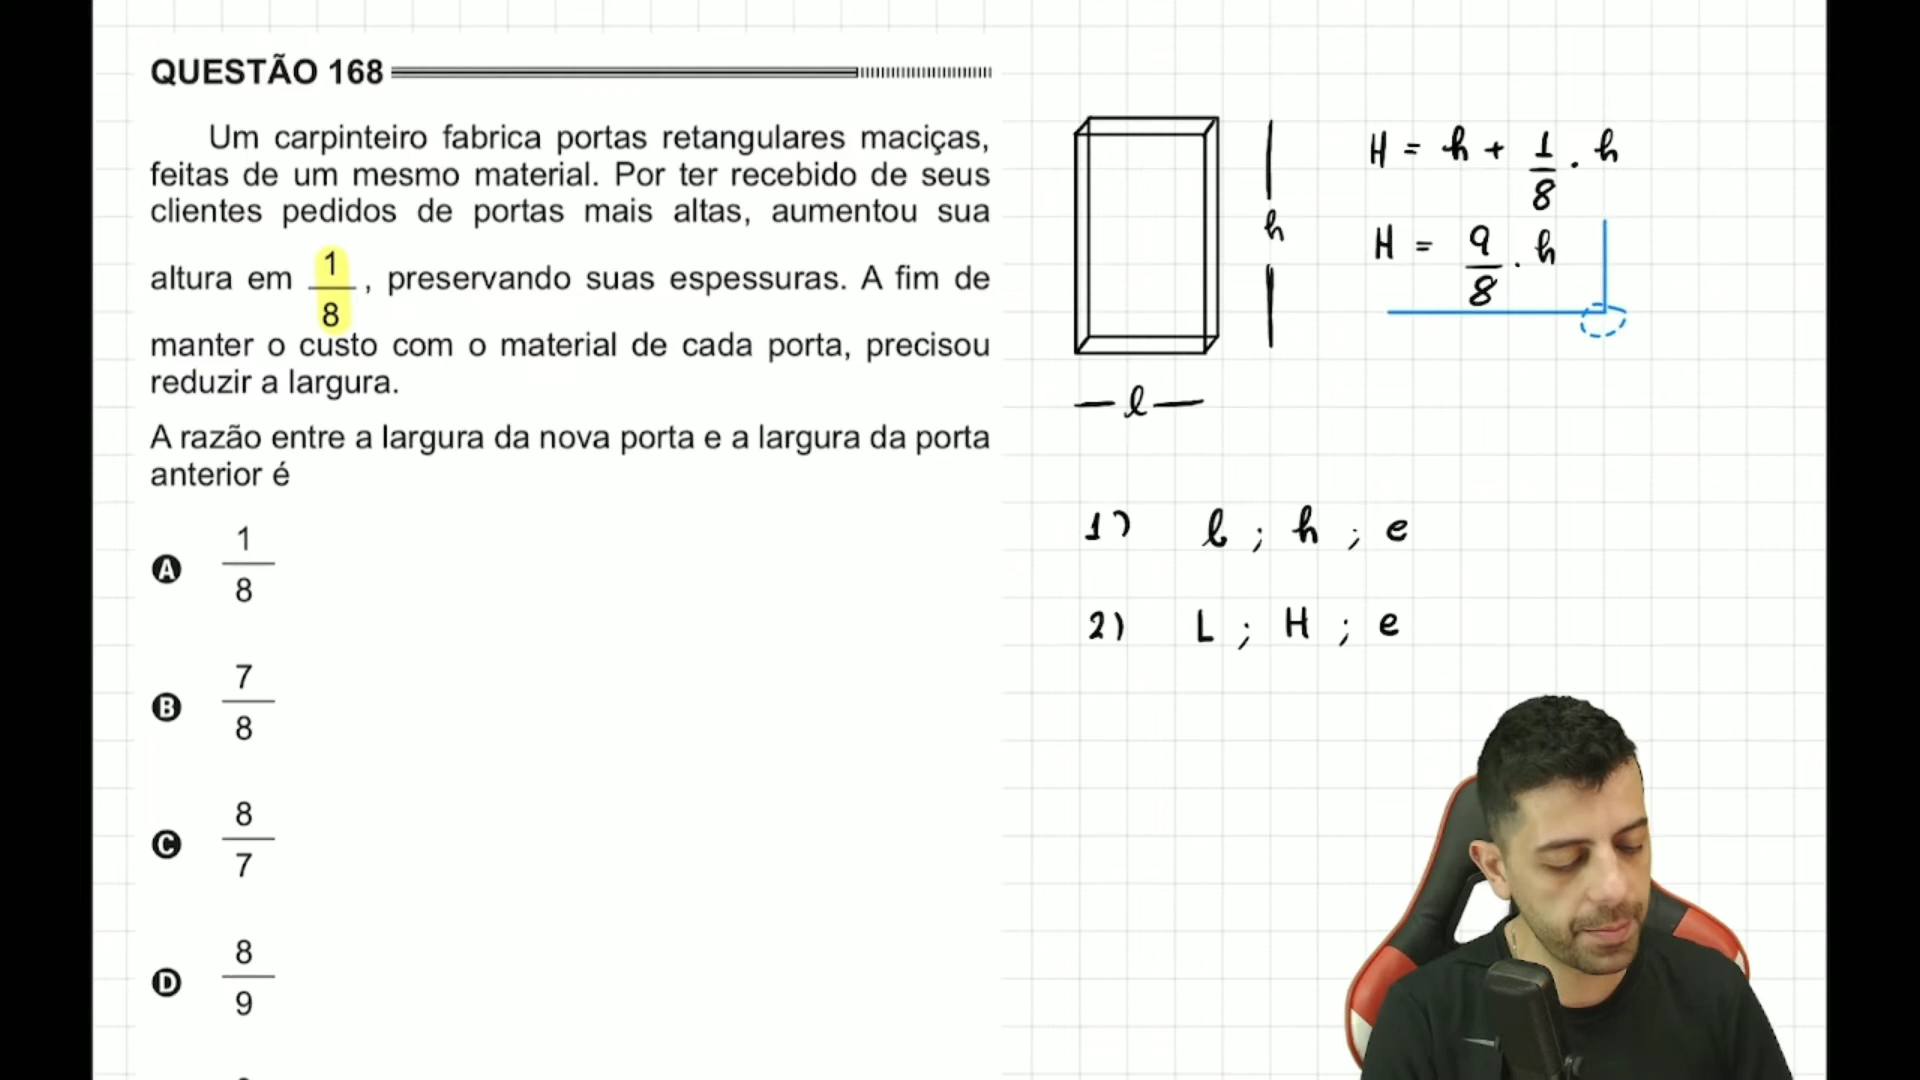 QUESTÃO 168
Um carpinteiro fabrica portas retangulares maciças,
feitas de um mesmo material. Por ter recebido de seus
clientes pedidos de portas mais altas, aumentou sua
altura em 1/8, preservando suas espessuras. A fim de
manter o custo com o material de cada porta, precisou
reduzir a largura.
A razão entre a largura da nova porta e a largura da porta
anterior é
A 1/8
B 7/8
C 8/7
D 8/9
h
l
H = h + 1/8 . h
H = 9/8 . h
1) l ; h ; e
2) L ; H ; e